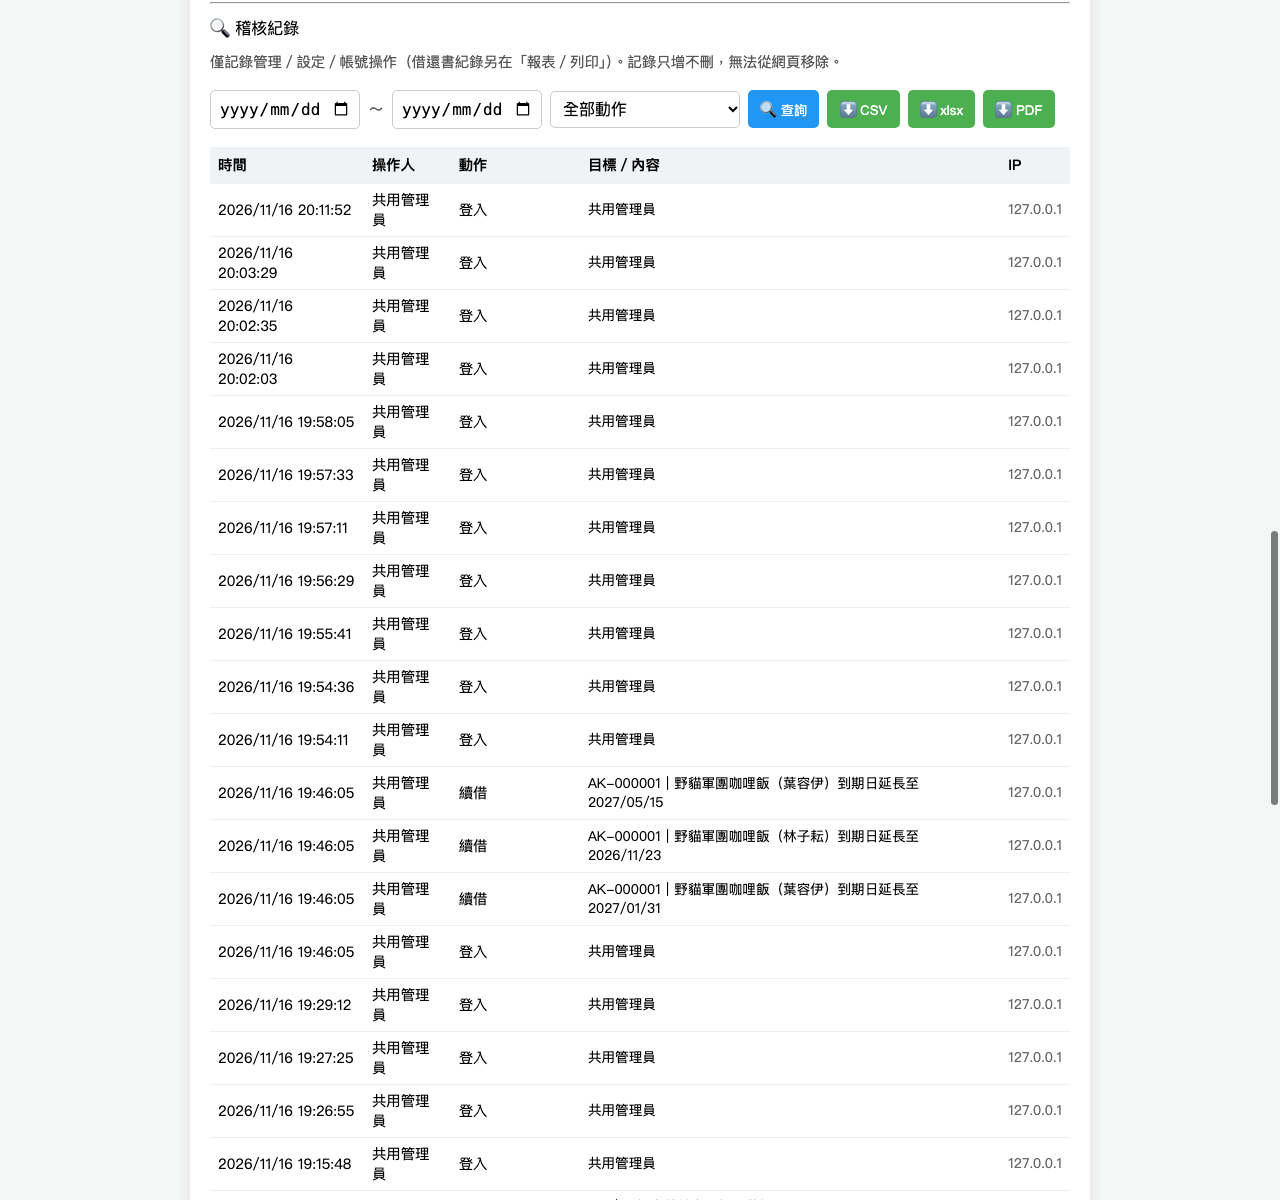 🔍 稽核紀錄
僅記錄管理 / 設定 / 帳號操作（借還書紀錄另在「報表 / 列印」）。記錄只增不刪，無法從網頁移除。
yyyy/mm/dd ～ yyyy/mm/dd 全部動作 🔍 查詢 ⬇️ CSV ⬇️ xlsx ⬇️ PDF
時間 操作人 動作 目標 / 內容 IP
2026/11/16 20:11:52 共用管理員 登入 共用管理員 127.0.0.1
2026/11/16 20:03:29 共用管理員 登入 共用管理員 127.0.0.1
2026/11/16 20:02:35 共用管理員 登入 共用管理員 127.0.0.1
2026/11/16 20:02:03 共用管理員 登入 共用管理員 127.0.0.1
2026/11/16 19:58:05 共用管理員 登入 共用管理員 127.0.0.1
2026/11/16 19:57:33 共用管理員 登入 共用管理員 127.0.0.1
2026/11/16 19:57:11 共用管理員 登入 共用管理員 127.0.0.1
2026/11/16 19:56:29 共用管理員 登入 共用管理員 127.0.0.1
2026/11/16 19:55:41 共用管理員 登入 共用管理員 127.0.0.1
2026/11/16 19:54:36 共用管理員 登入 共用管理員 127.0.0.1
2026/11/16 19:54:11 共用管理員 登入 共用管理員 127.0.0.1
2026/11/16 19:46:05 共用管理員 續借 AK-000001｜野貓軍團咖哩飯（葉容伊）到期日延長至 2027/05/15 127.0.0.1
2026/11/16 19:46:05 共用管理員 續借 AK-000001｜野貓軍團咖哩飯（林子耘）到期日延長至 2026/11/23 127.0.0.1
2026/11/16 19:46:05 共用管理員 續借 AK-000001｜野貓軍團咖哩飯（葉容伊）到期日延長至 2027/01/31 127.0.0.1
2026/11/16 19:46:05 共用管理員 登入 共用管理員 127.0.0.1
2026/11/16 19:29:12 共用管理員 登入 共用管理員 127.0.0.1
2026/11/16 19:27:25 共用管理員 登入 共用管理員 127.0.0.1
2026/11/16 19:26:55 共用管理員 登入 共用管理員 127.0.0.1
2026/11/16 19:15:48 共用管理員 登入 共用管理員 127.0.0.1